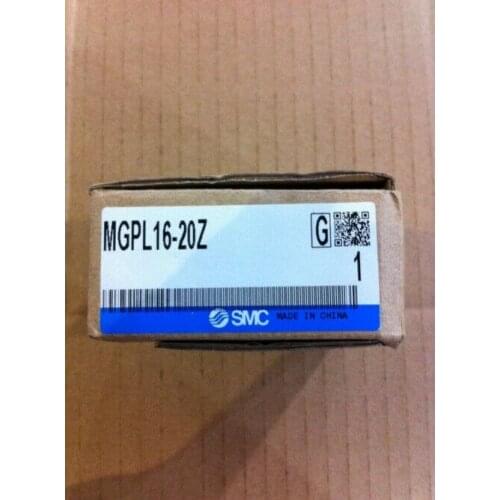 MGPL16-20Z
G
1
SMC MADE IN CHINA